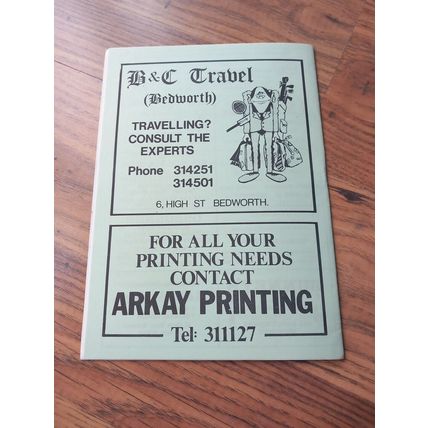 B&C Travel
(Bedworth)
TRAVELLING?
CONSULT THE
EXPERTS
Phone 314251
314501
6, HIGH ST BEDWORTH.
FOR ALL YOUR
PRINTING NEEDS
CONTACT
ARKAY PRINTING
Tel: 311127